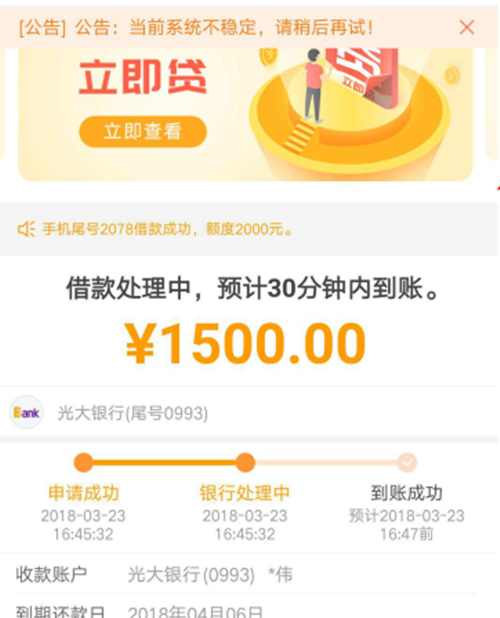 [公告] 公告：当前系统不稳定，请稍后再试！
立即贷
立即
立即查看
手机尾号2078借款成功，额度2000元。
借款处理中，预计30分钟内到账。
¥1500.00
Bank 光大银行(尾号0993)
申请成功 银行处理中 到账成功
2018-03-23 2018-03-23 预计2018-03-23
16:45:32 16:45:32 16:47前
收款账户 光大银行(0993) *伟
到期还款日 2018年04月06日